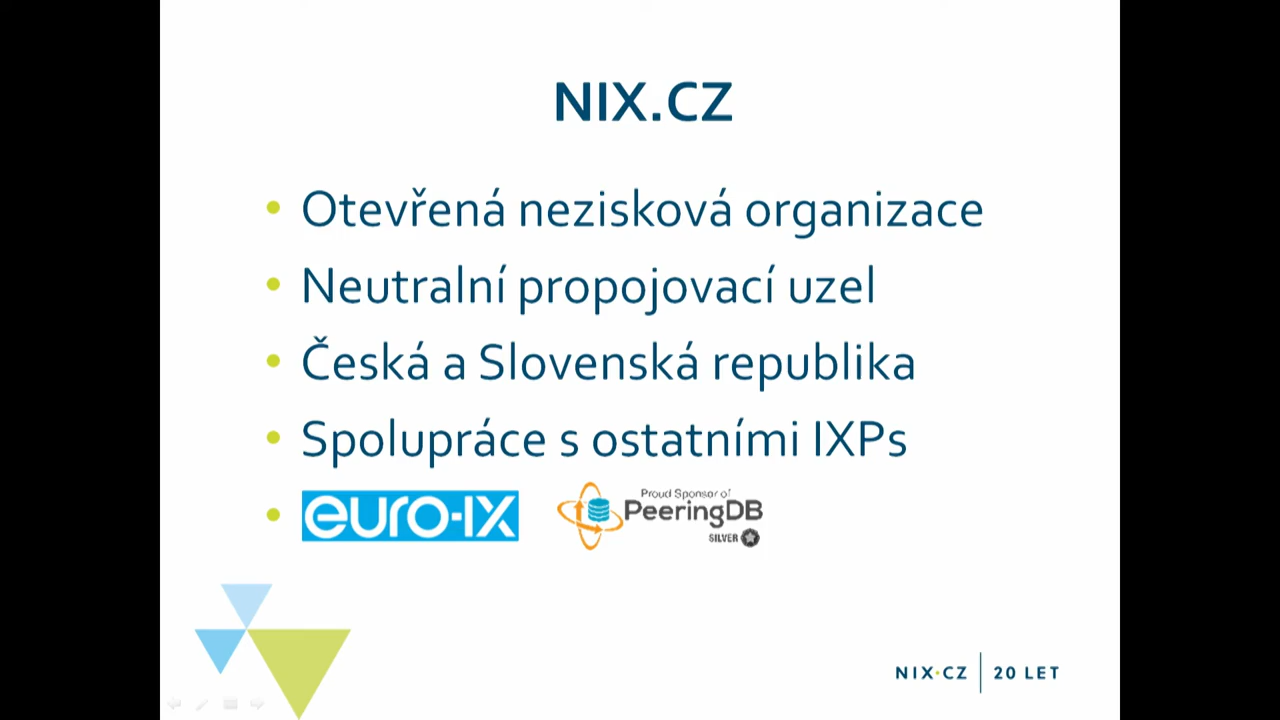 NIX.CZ
• Otevřená nezisková organizace
• Neutralní propojovací uzel
• Česká a Slovenská republika
• Spolupráce s ostatními IXPs
• euro-IX
Proud Sponsor of
PeeringDB
SILVER
NIX.CZ | 20 LET